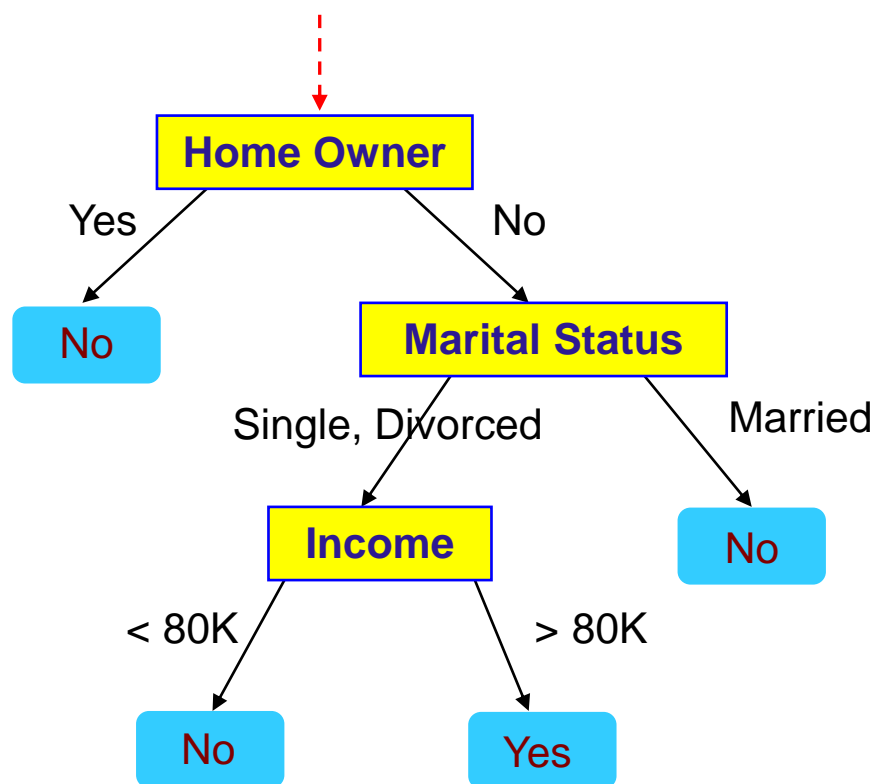 Home Owner
Yes
No
No
Marital Status
Single, Divorced
Married
Income
No
< 80K
> 80K
No
Yes